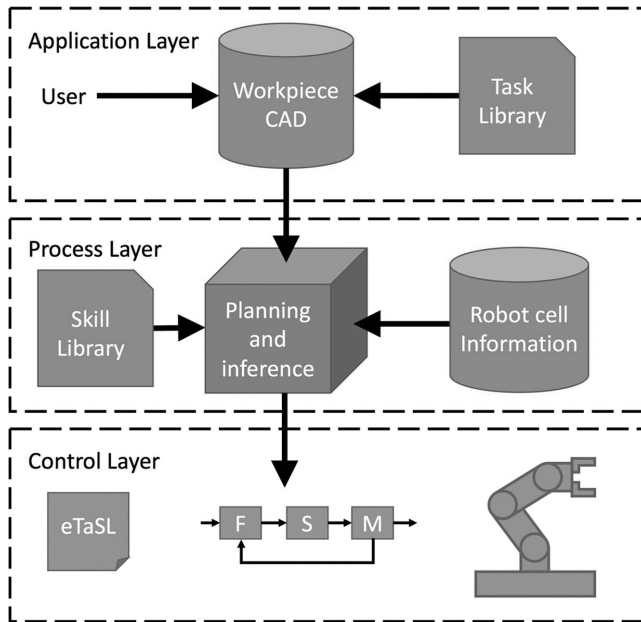 Application Layer
User
Workpiece
CAD
Task
Library
Process Layer
Skill
Library
Planning
and
inference
Robot cell
Information
Control Layer
eTaSL
F
S
M